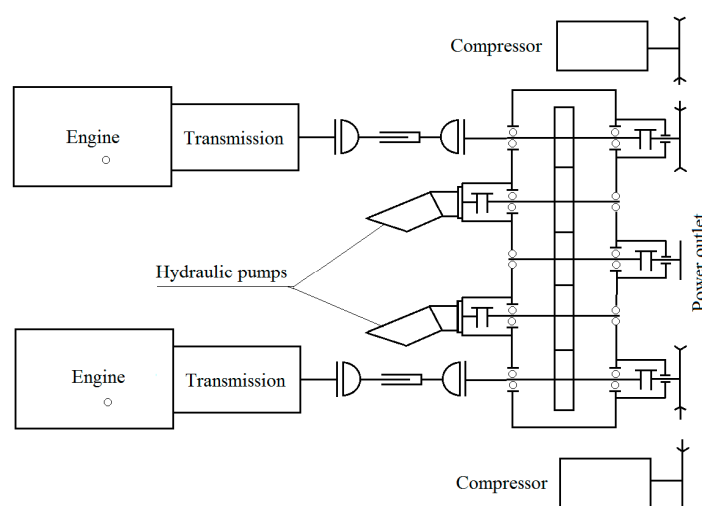 Compressor
Engine
Transmission
Hydraulic pumps
Power outlet
Engine
Transmission
Compressor